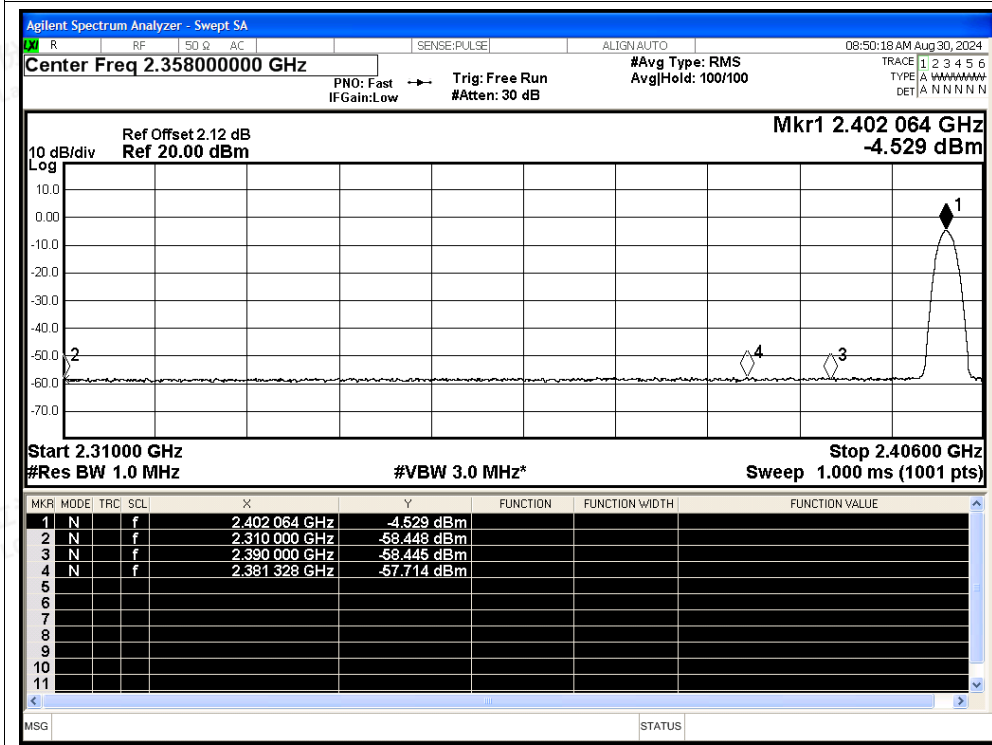 Agilent Spectrum Analyzer - Swept SA
LXI R RF 50 Ω AC SENSE:PULSE ALIGN AUTO 08:50:18 AM Aug 30, 2024
Center Freq 2.358000000 GHz
PNO: Fast
IFGain:Low
Trig: Free Run
#Atten: 30 dB
#Avg Type: RMS
Avg|Hold: 100/100
TRACE 1 2 3 4 5 6
TYPE A WWWWW
DET A N N N N N
Ref Offset 2.12 dB
10 dB/div Ref 20.00 dBm
Log
Mkr1 2.402 064 GHz
-4.529 dBm
10.0
0.00
-10.0
-20.0
-30.0
-40.0
-50.0
-60.0
-70.0
1
2
4
3
Start 2.31000 GHz Stop 2.40600 GHz
#Res BW 1.0 MHz #VBW 3.0 MHz* Sweep 1.000 ms (1001 pts)
MKR MODE TRC SCL X Y FUNCTION FUNCTION WIDTH FUNCTION VALUE
1 N f 2.402 064 GHz -4.529 dBm
2 N f 2.310 000 GHz -58.448 dBm
3 N f 2.390 000 GHz -58.445 dBm
4 N f 2.381 328 GHz -57.714 dBm
5
6
7
8
9
10
11
MSG STATUS